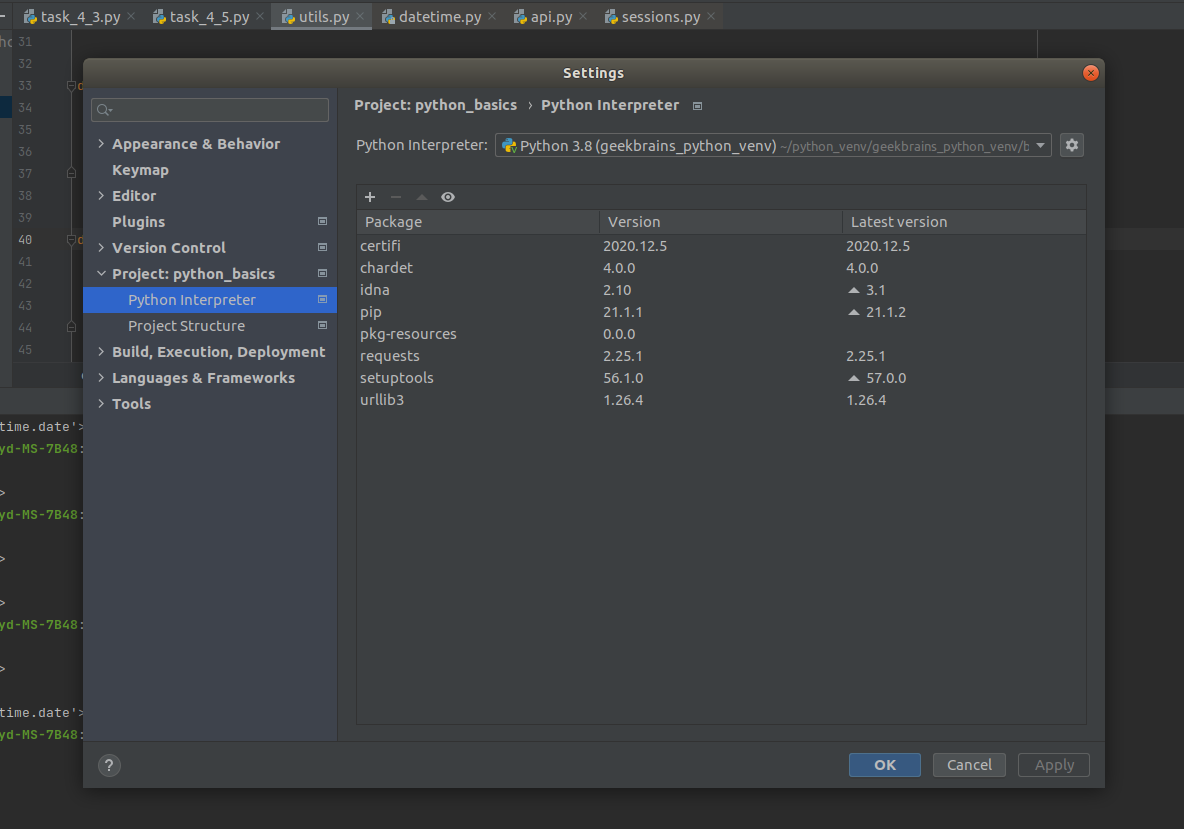 task_4_3.py task_4_5.py utils.py datetime.py api.py sessions.py
31
32
33
34
35
36
37
38
39
40
41
42
43
44
45
Settings
Project: python_basics › Python Interpreter
Python Interpreter: Python 3.8 (geekbrains_python_venv) ~/python_venv/geekbrains_python_venv/b
Appearance & Behavior
Keymap
Editor
Plugins
Version Control
Project: python_basics
Python Interpreter
Project Structure
Build, Execution, Deployment
Languages & Frameworks
Tools
Package Version Latest version
certifi 2020.12.5 2020.12.5
chardet 4.0.0 4.0.0
idna 2.10 3.1
pip 21.1.1 21.1.2
pkg-resources 0.0.0
requests 2.25.1 2.25.1
setuptools 56.1.0 57.0.0
urllib3 1.26.4 1.26.4
time.date'>
yd-MS-7B48:
>
yd-MS-7B48:
>
>
yd-MS-7B48:
>
time.date'>
yd-MS-7B48:
? OK Cancel Apply